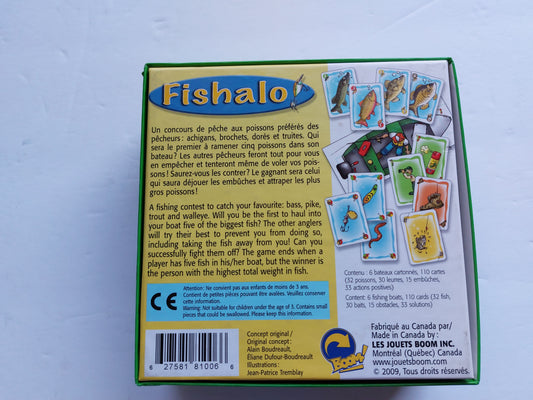 Fishalo!
Un concours de pêche aux poissons préférés des
pêcheurs : achigans, brochets, dorés et truites. Qui
sera le premier à ramener cinq poissons dans son
bateau? Les autres pêcheurs feront tout pour vous
en empêcher et tenteront même de voler vos pois-
sons ! Saurez-vous les contrer? Le gagnant sera celui
qui saura déjouer les embûches et attraper les plus
gros poissons !
A fishing contest to catch your favourite: bass, pike,
trout and walleye. Will you be the first to haul into
your boat five of the biggest fish? The other anglers
will try their best to prevent you from doing so,
including taking the fish away from you! Can you
successfully fight them off? The game ends when a
player has five fish in his/her boat, but the winner is
the person with the highest total weight in fish.
CE
Attention : Ne convient pas aux enfants de moins de 3 ans.
Contient de petites pièces pouvant être avalées. Veuillez conserver
cette information.
Warning: Not suitable for children under the age of 3. Contains small
pieces that could be swallowed. Please keep this information.
6 27581 81006 6
Concept original /
Original concept :
Alain Boudreault,
Éliane Dufour-Boudreault
Illustrations :
Jean-Patrice Tremblay
Boom!
Contenu : 6 bateaux cartonnés, 110 cartes
(32 poissons, 30 leurres, 15 embûches,
33 actions positives)
Content: 6 fishing boats, 110 cards (32 fish,
30 baits, 15 obstacles, 33 solutions)
Fabriqué au Canada par/
Made in Canada by :
LES JOUETS BOOM INC.
Montréal (Québec) Canada
www.jouetsboom.com
© 2009, Tous droits réservés